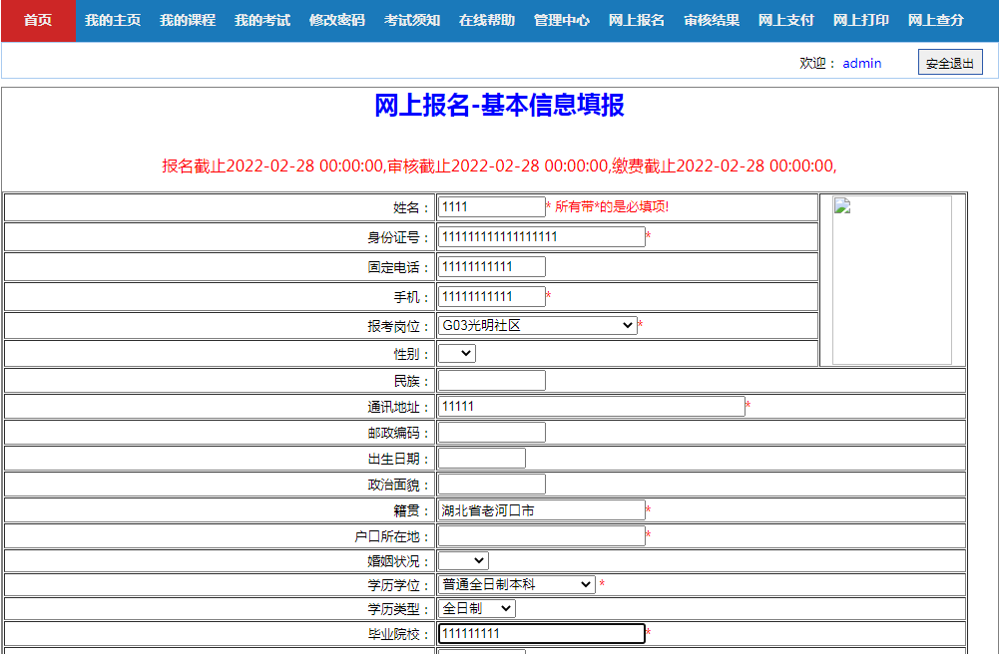 首页 我的主页 我的课程 我的考试 修改密码 考试须知 在线帮助 管理中心 网上报名 审核结果 网上支付 网上打印 网上查分
欢迎： admin 安全退出
网上报名-基本信息填报
报名截止2022-02-28 00:00:00,审核截止2022-02-28 00:00:00,缴费截止2022-02-28 00:00:00,
姓名： 1111 * 所有带*的是必填项!
身份证号： 111111111111111111 *
固定电话： 11111111111
手机： 11111111111 *
报考岗位： G03光明社区 *
性别：
民族：
通讯地址： 11111 *
邮政编码：
出生日期：
政治面貌：
籍贯： 湖北省老河口市 *
户口所在地： *
婚姻状况：
学历学位： 普通全日制本科 *
学历类型： 全日制
毕业院校： 111111111 *